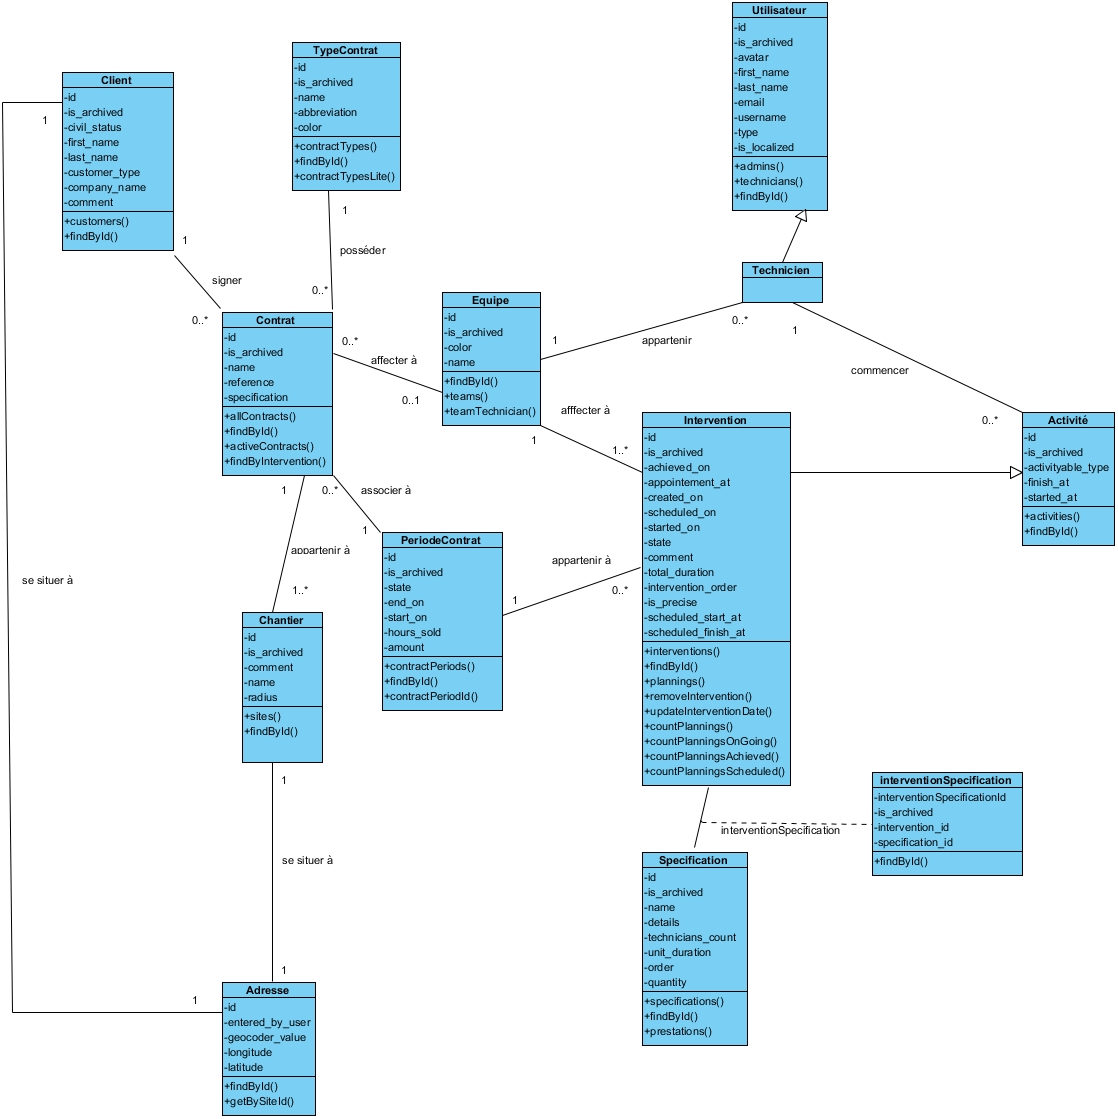 Utilisateur
-id
-is_archived
-avatar
-first_name
-last_name
-email
-username
-type
-is_localized
+admins()
+technicians()
+findById()
TypeContrat
-id
-is_archived
-name
-abbreviation
-color
+contractTypes()
+findById()
+contractTypesLite()
Client
-id
-is_archived
-civil_status
-first_name
-last_name
-customer_type
-company_name
-comment
+customers()
+findById()
1
1
signer
0..*
1
posséder
0..*
Technicien
0..*
1
appartenir
1
commencer
0..*
Contrat
-id
-is_archived
-name
-reference
-specification
+allContracts()
+findById()
+activeContracts()
+findByIntervention()
0..*
affecter à
0..1
Equipe
-id
-is_archived
-color
-name
+findById()
+teams()
+teamTechnician()
afffecter à
1
1..*
Intervention
-id
-is_archived
-achieved_on
-appointement_at
-created_on
-scheduled_on
-started_on
-state
-comment
-total_duration
-intervention_order
-is_precise
-scheduled_start_at
-scheduled_finish_at
+interventions()
+findById()
+plannings()
+removeIntervention()
+updateInterventionDate()
+countPlannings()
+countPlanningsOnGoing()
+countPlanningsAchieved()
+countPlanningsScheduled()
Activité
-id
-is_archived
-activityable_type
-finish_at
-started_at
+activities()
+findById()
1
0..*
associer à
1
appartenir à
1..*
PeriodeContrat
-id
-is_archived
-state
-end_on
-start_on
-hours_sold
-amount
+contractPeriods()
+findById()
+contractPeriodId()
appartenir à
1
0..*
se situer à
Chantier
-id
-is_archived
-comment
-name
-radius
+sites()
+findById()
1
se situer à
1
1
interventionSpecification
-interventionSpecificationId
-is_archived
-intervention_id
-specification_id
+findById()
interventionSpecification
Specification
-id
-is_archived
-name
-details
-technicians_count
-unit_duration
-order
-quantity
+specifications()
+findById()
+prestations()
Adresse
-id
-entered_by_user
-geocoder_value
-longitude
-latitude
+findById()
+getBySiteId()